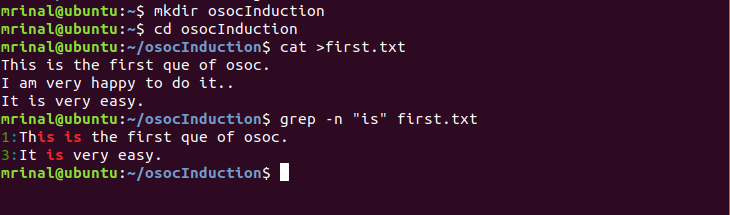 mrinal@ubuntu:~$ mkdir osocInduction
mrinal@ubuntu:~$ cd osocInduction
mrinal@ubuntu:~/osocInduction$ cat >first.txt
This is the first que of osoc.
I am very happy to do it..
It is very easy.
mrinal@ubuntu:~/osocInduction$ grep -n "is" first.txt
1:This is the first que of osoc.
3:It is very easy.
mrinal@ubuntu:~/osocInduction$